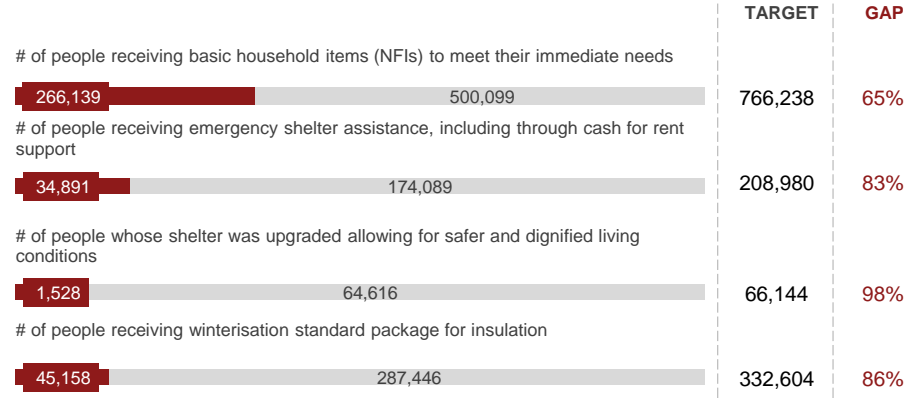 TARGET GAP
# of people receiving basic household items (NFIs) to meet their immediate needs
266,139 500,099 766,238 65%
# of people receiving emergency shelter assistance, including through cash for rent
support
34,891 174,089 208,980 83%
# of people whose shelter was upgraded allowing for safer and dignified living
conditions
1,528 64,616 66,144 98%
# of people receiving winterisation standard package for insulation
45,158 287,446 332,604 86%